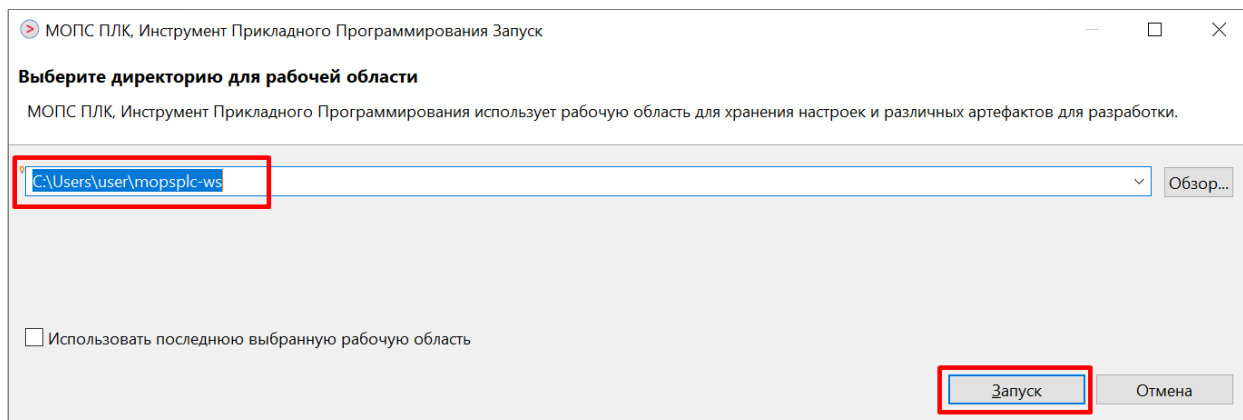 МОПС ПЛК, Инструмент Прикладного Программирования Запуск
Выберите директорию для рабочей области
МОПС ПЛК, Инструмент Прикладного Программирования использует рабочую область для хранения настроек и различных артефактов для разработки.
C:\Users\user\mopsplc-ws
Обзор...
Использовать последнюю выбранную рабочую область
Запуск
Отмена